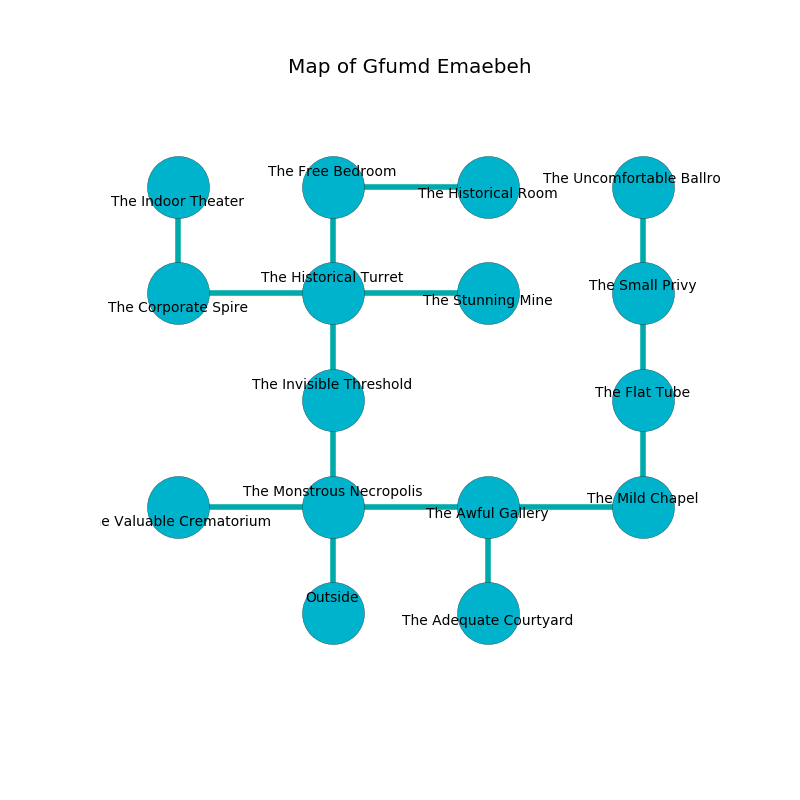 Map of Gfumd Emaebeh
The Free Bedroom
The Uncomfortable Ballro
The Indoor Theater
The Historical Room
The Historical Turret
The Small Privy
The Corporate Spire
The Stunning Mine
The Invisible Threshold
The Flat Tube
The Monstrous Necropolis
The Mild Chapel
e Valuable Crematorium
The Awful Gallery
Outside
The Adequate Courtyard